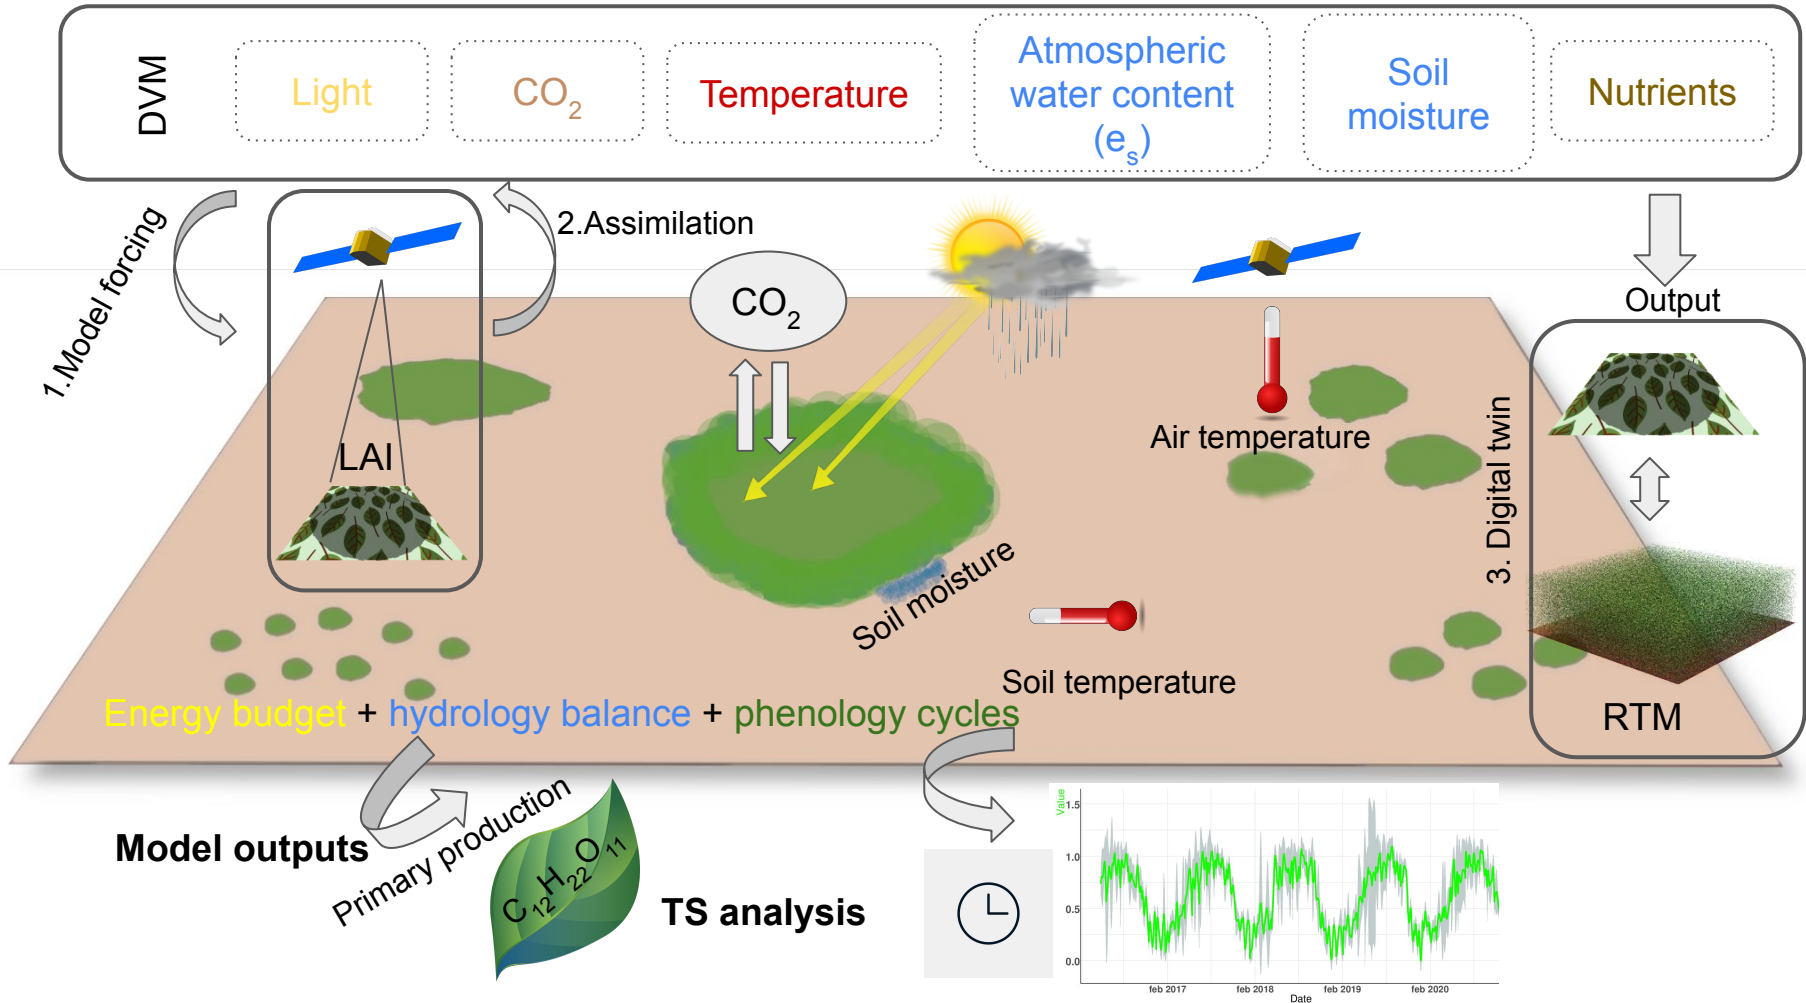 DVM
Light
CO2
Temperature
Atmospheric
water content
(es)
Soil
moisture
Nutrients
1.Model forcing
2.Assimilation
CO2
Output
LAI
Air temperature
3. Digital twin
Soil moisture
Soil temperature
RTM
Energy budget + hydrology balance + phenology cycles
Model outputs
Primary production
C12H22O11
TS analysis
Value
1.5
1.0
0.5
0.0
feb 2017
feb 2018
feb 2019
feb 2020
Date